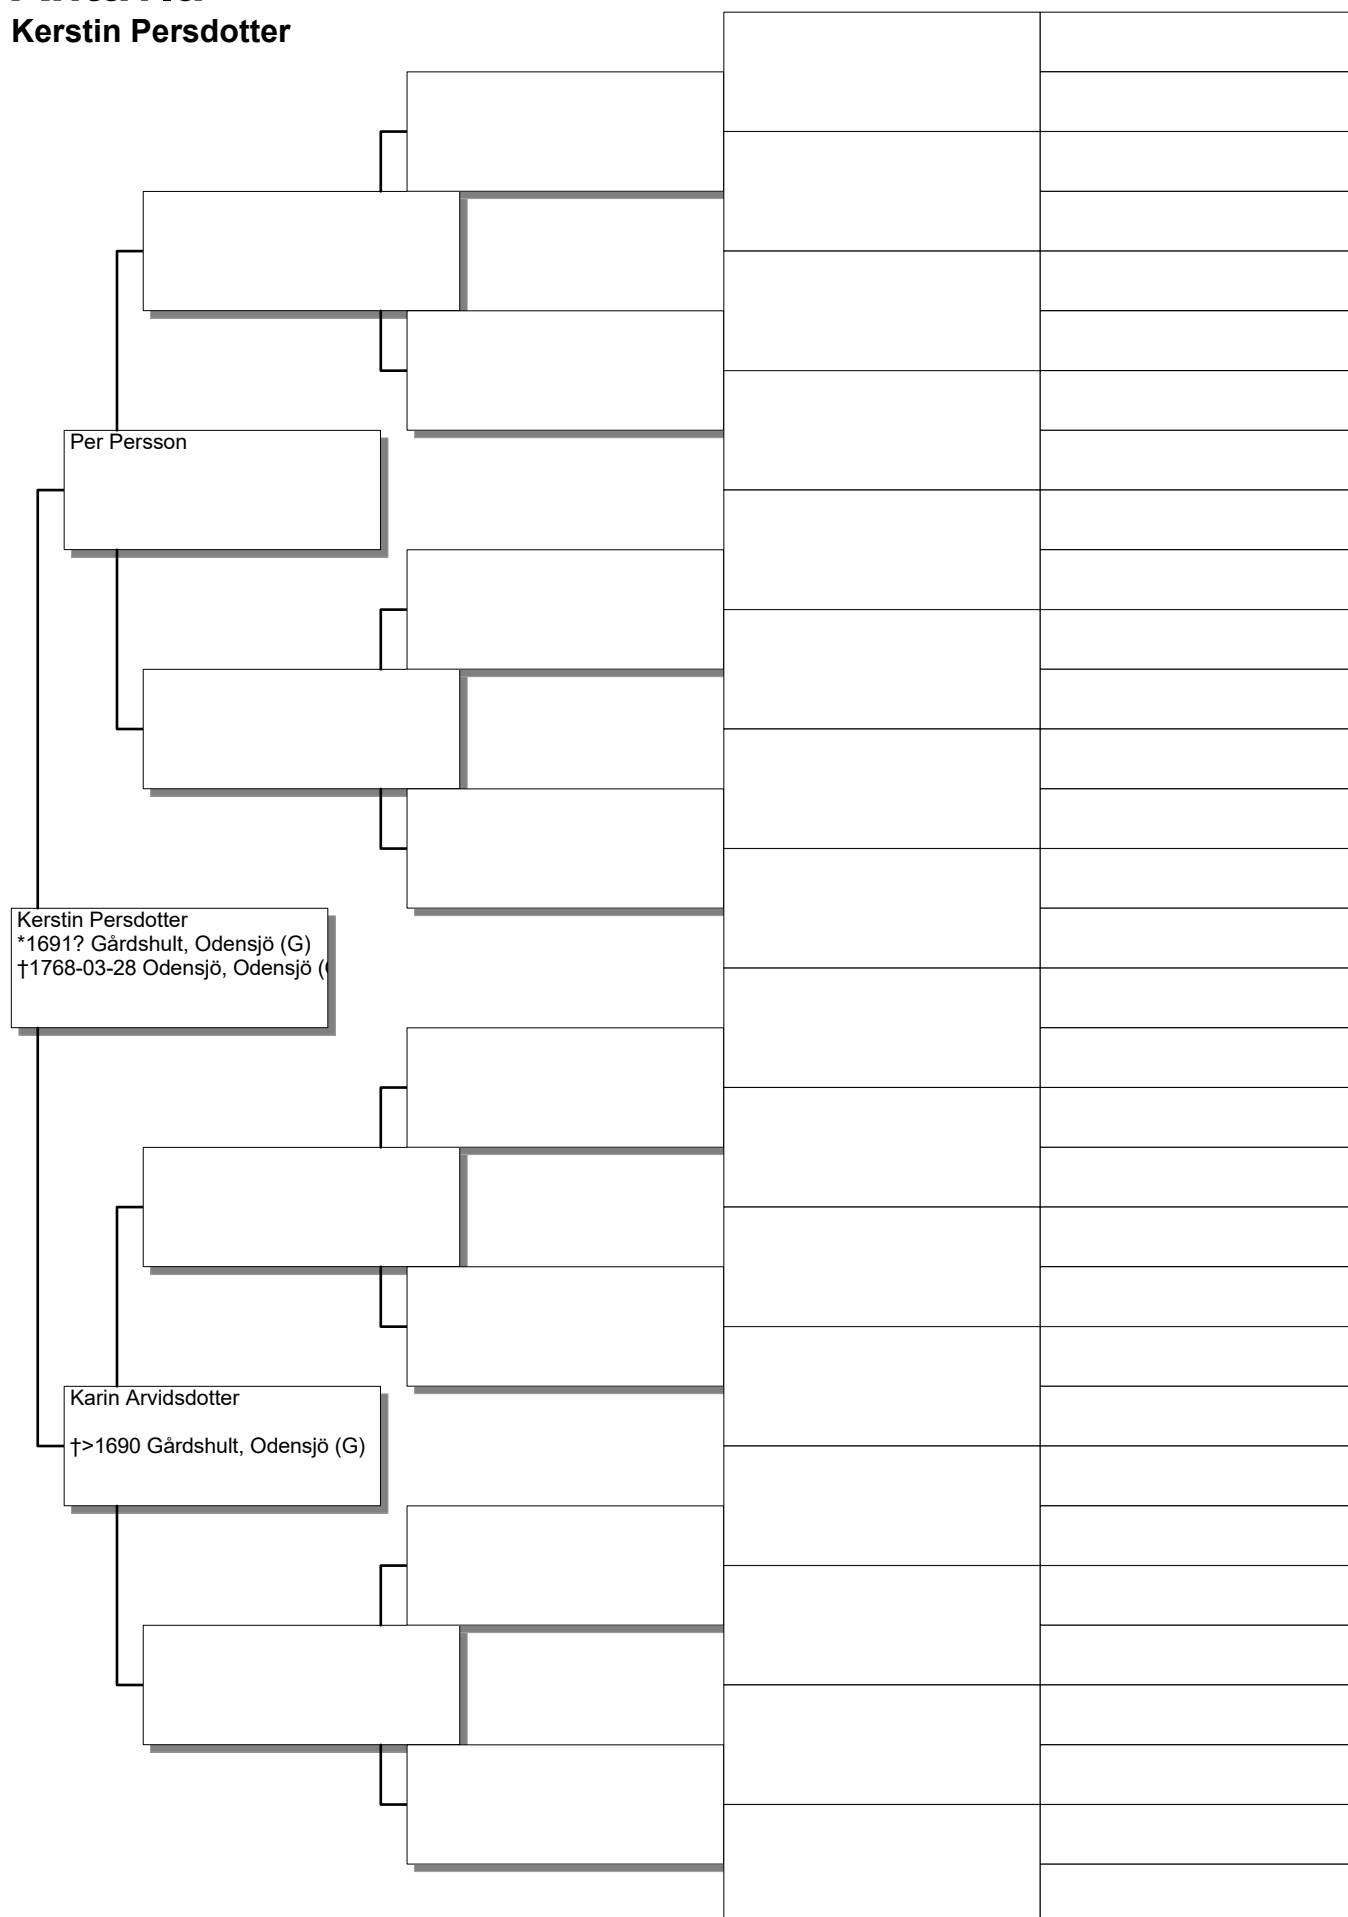 Kerstin Persdotter
Per Persson
Kerstin Persdotter
*1691? Gårdshult, Odensjö (G)
†1768-03-28 Odensjö, Odensjö (
Karin Arvidsdotter
†>1690 Gårdshult, Odensjö (G)